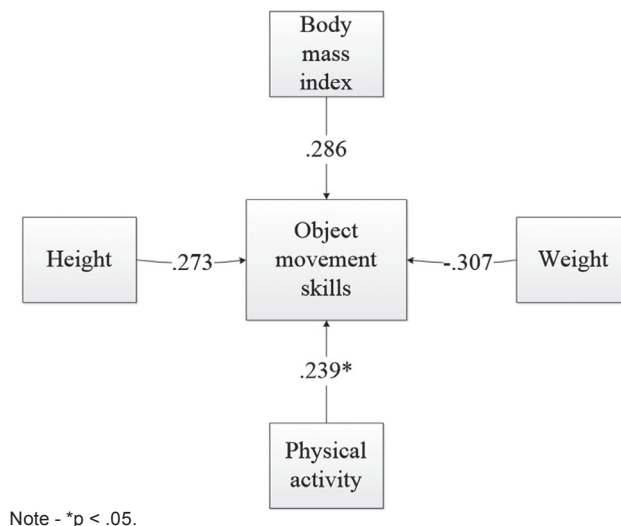 Body
mass
index
.286
Height
.273
Object
movement
skills
-.307
Weight
.239*
Physical
activity
Note - *p < .05.